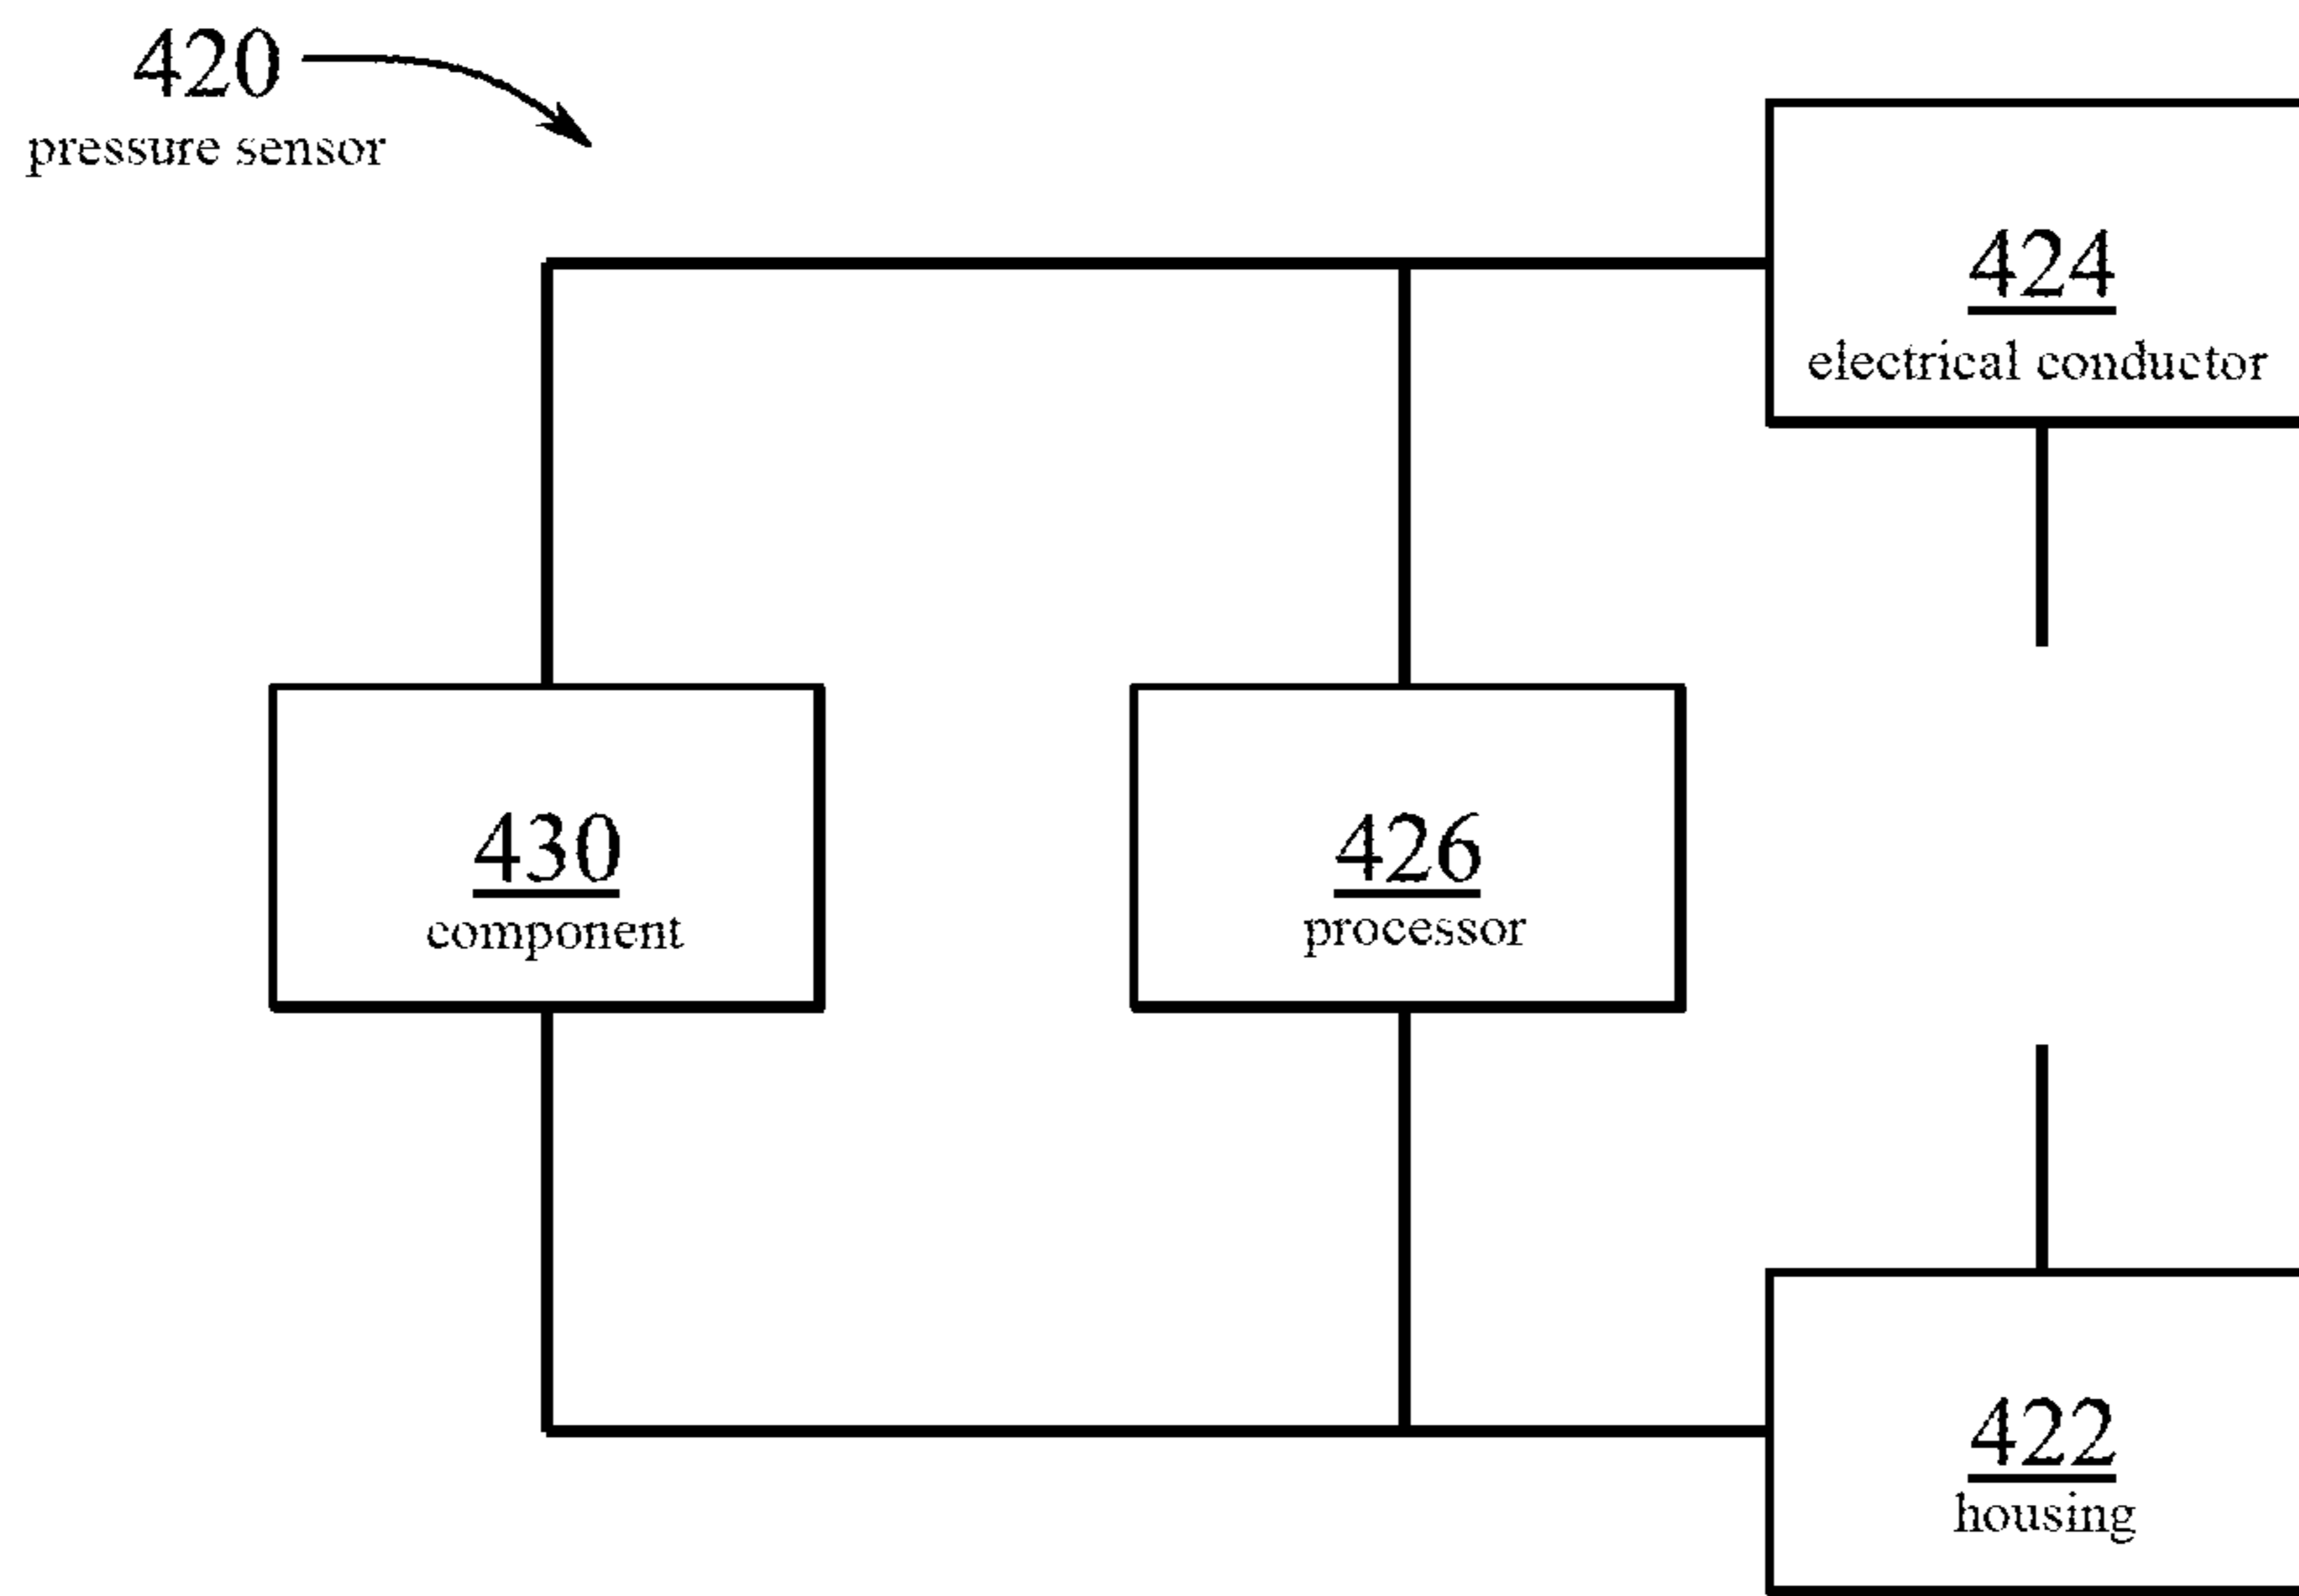 420
pressure sensor
424
electrical conductor
430
component
426
processor
422
housing